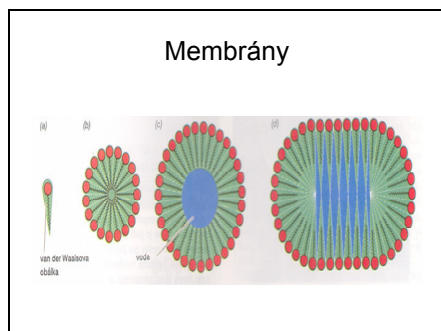 Membrány
(a) (b) (c) (d)
voda
van der Waalsova
obálka